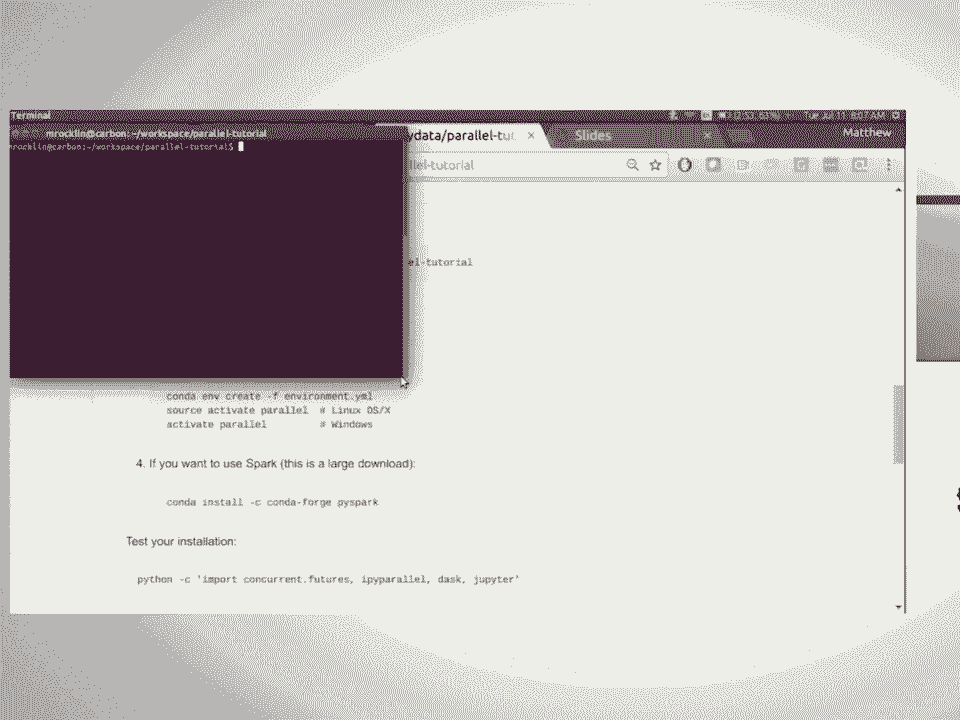 Terminal
Tue Jul 11 8:07 AM
mrocklin@carbon: ~/workspace/parallel-tutorial
mrocklin@carbon:~/workspace/parallel-tutorial$
ydata/parallel-tu
Slides
Matthew
llel-tutorial
el-tutorial
conda env create -f environment.yml
source activate parallel # Linux OS/X
activate parallel # Windows
4. If you want to use Spark (this is a large download):
conda install -c conda-forge pyspark
Test your installation:
python -c 'import concurrent.futures, ipyparallel, dask, jupyter'